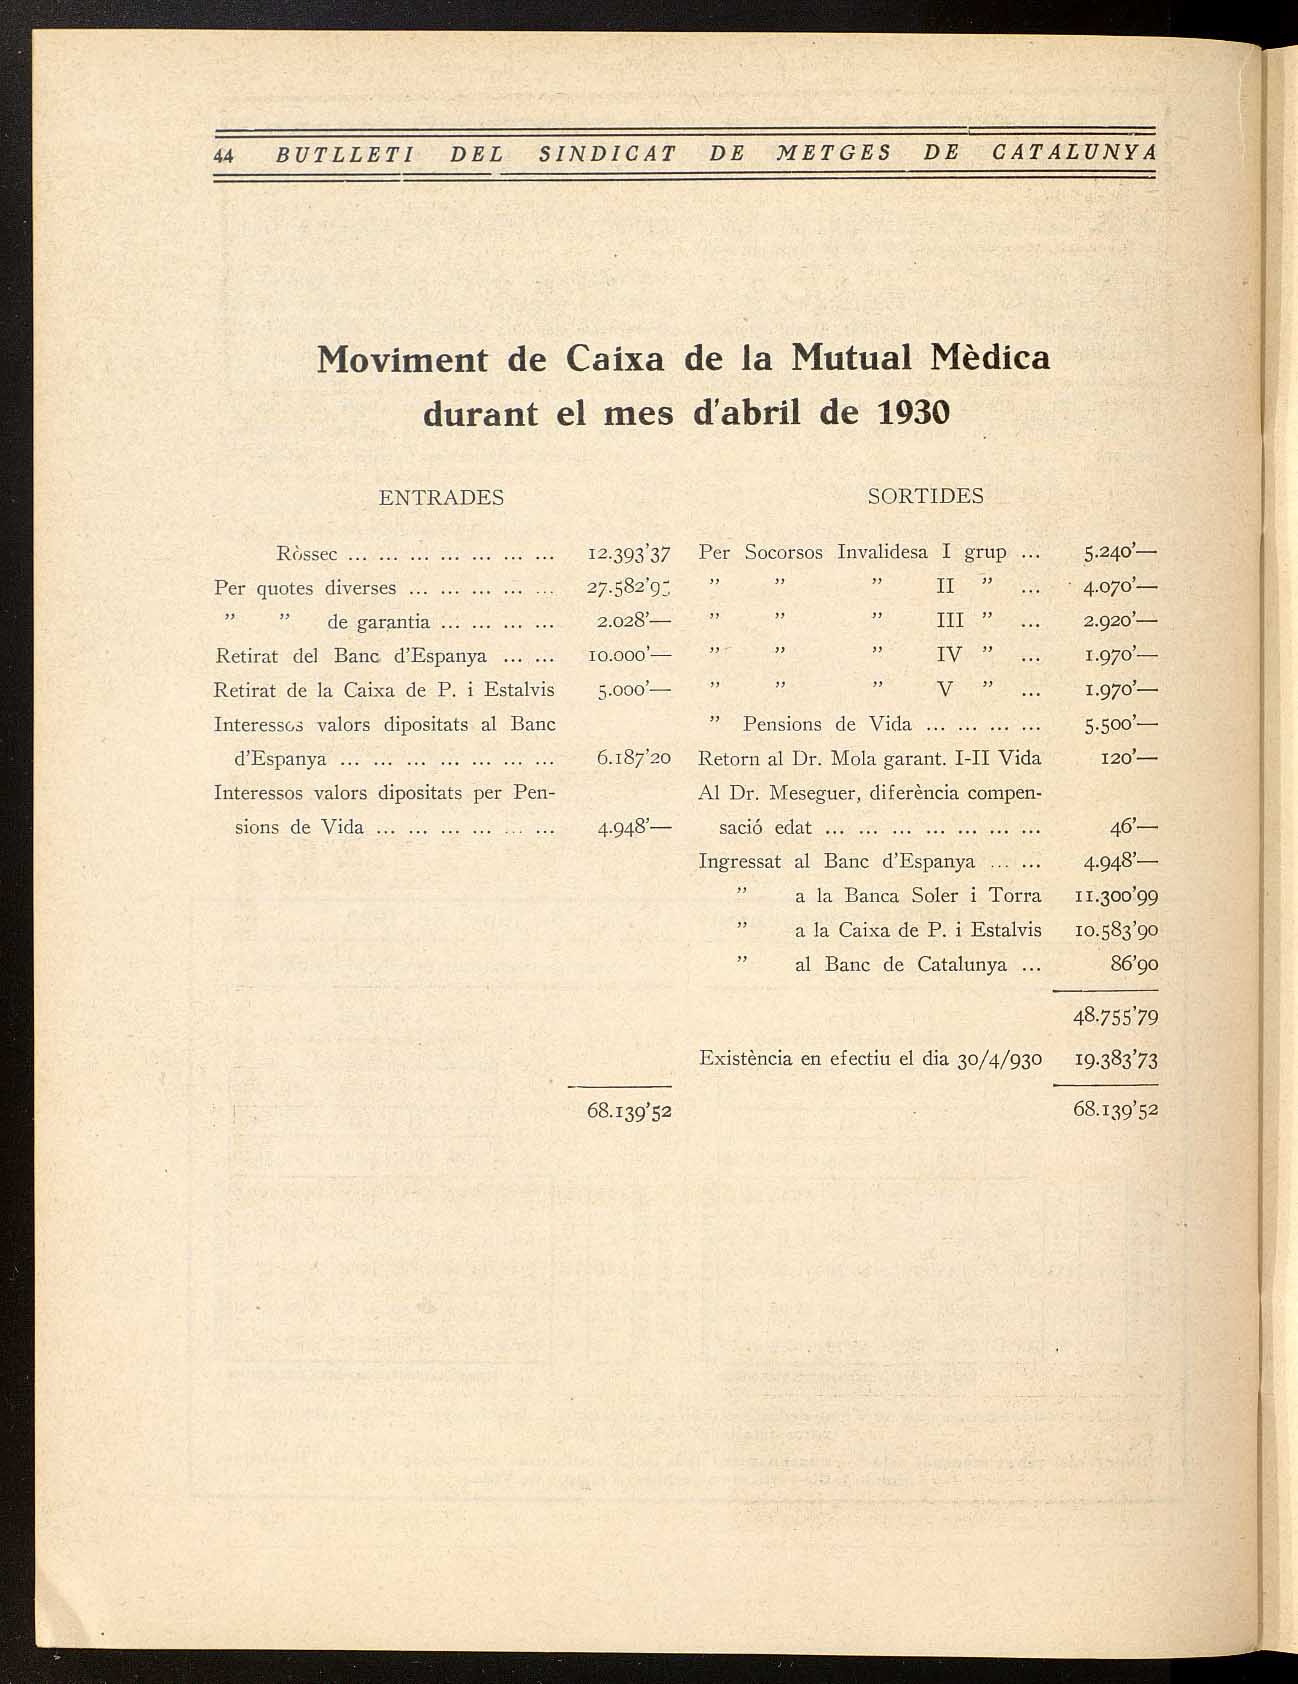 44 BUTLLETI DEL SINDICAT DE METGES DE CATALUNYA
Moviment de Caixa de la Mutual Mèdica
durant el mes d'abril de 1930
ENTRADES
Ròssec ... ... ... ... ... ... ... 12.393'37
Per quotes diverses ... ... ... ... ... 27.582'95
” ” de garantia ... ... ... ... 2.028'—
Retirat del Banc d'Espanya ... ... 10.000'—
Retirat de la Caixa de P. i Estalvis 5.000'—
Interessos valors dipositats al Banc
d'Espanya ... ... ... ... ... ... ... 6.187'20
Interessos valors dipositats per Pen-
sions de Vida ... ... ... ... ... ... 4.948'—
68.139'52
SORTIDES
Per Socorsos Invalidesa I grup ... 5.240'—
” ” ” II ” ... 4.070'—
” ” ” III ” ... 2.920'—
” ” ” IV ” ... 1.970'—
” ” ” V ” ... 1.970'—
” Pensions de Vida ... ... ... ... 5.500'—
Retorn al Dr. Mola garant. I-II Vida 120'—
Al Dr. Meseguer, diferència compen-
sació edat ... ... ... ... ... ... ... 46'—
Ingressat al Banc d'Espanya ... ... 4.948'—
” a la Banca Soler i Torra 11.300'99
” a la Caixa de P. i Estalvis 10.583'90
” al Banc de Catalunya ... 86'90
48.755'79
Existència en efectiu el dia 30/4/930 19.383'73
68.139'52